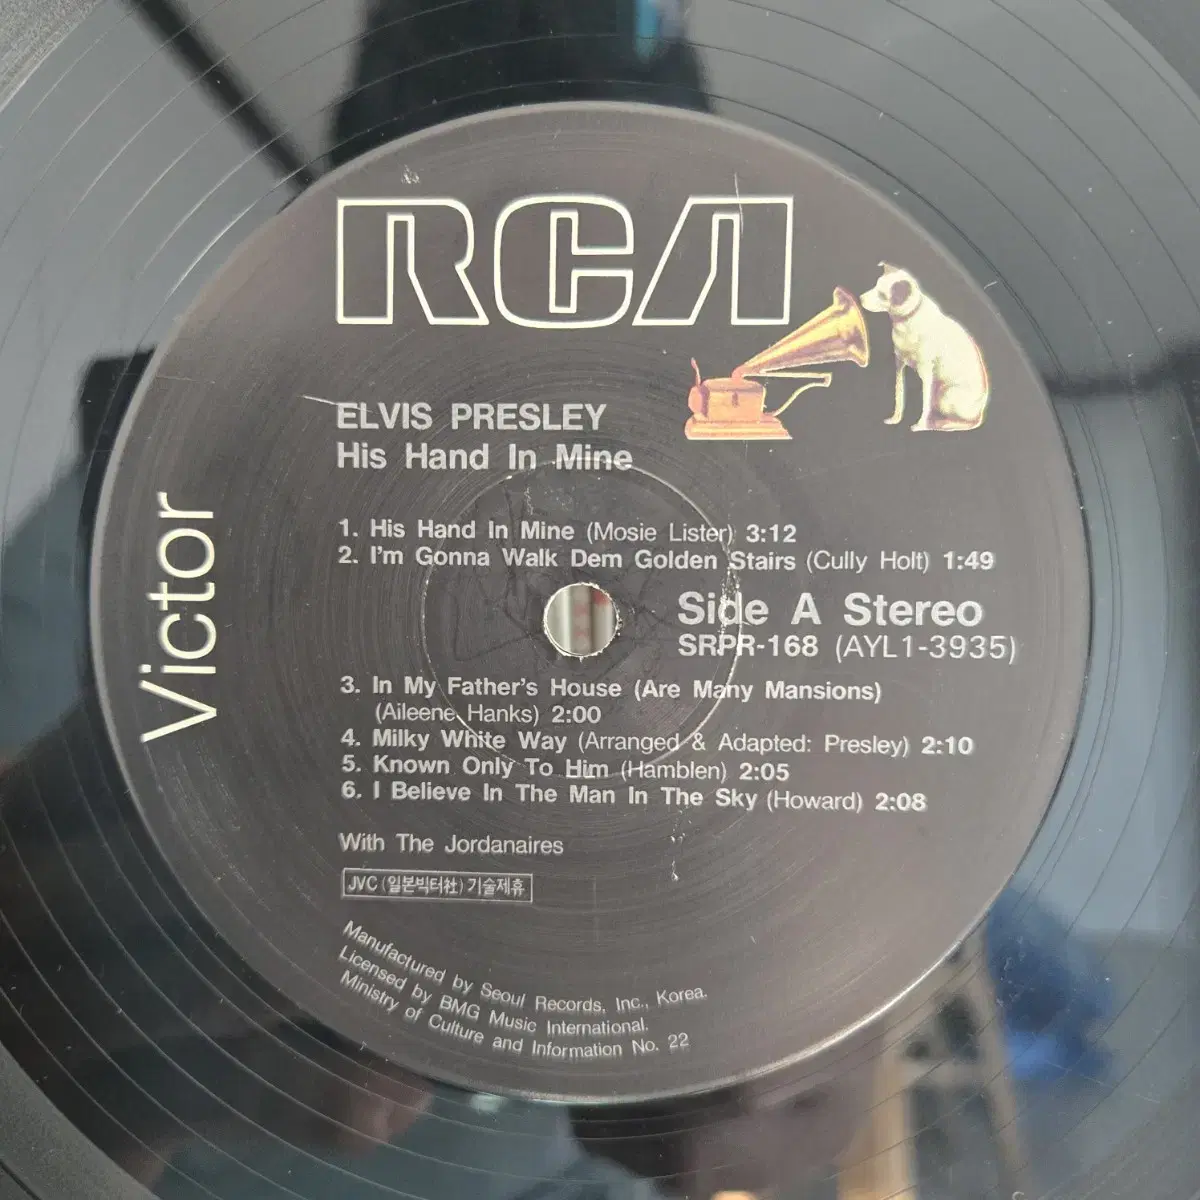 RCA
Victor
ELVIS PRESLEY
His Hand In Mine
1. His Hand In Mine (Mosie Lister) 3:12
2. I'm Gonna Walk Dem Golden Stairs (Cully Holt) 1:49
Side A Stereo
SRPR-168 (AYL1-3935)
3. In My Father's House (Are Many Mansions)
(Aileene Hanks) 2:00
4. Milky White Way (Arranged & Adapted: Presley) 2:10
5. Known Only To Him (Hamblen) 2:05
6. I Believe In The Man In The Sky (Howard) 2:08
With The Jordanaires
JVC (일본빅터社) 기술제휴
Manufactured by Seoul Records, Inc., Korea.
Licensed by BMG Music International.
Ministry of Culture and Information No. 22